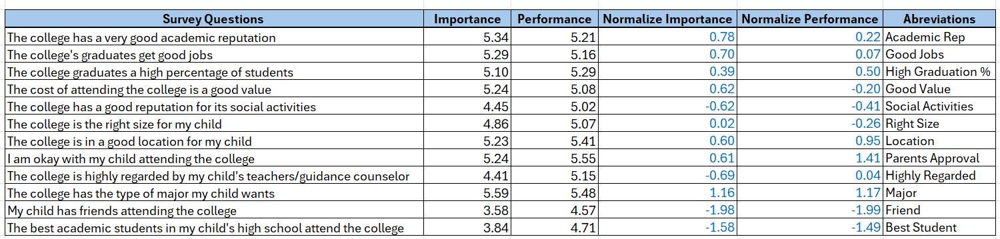 Survey Questions Importance Performance Normalize Importance Normalize Performance Abreviations
The college has a very good academic reputation 5.34 5.21 0.78 0.22 Academic Rep
The college's graduates get good jobs 5.29 5.16 0.70 0.07 Good Jobs
The college graduates a high percentage of students 5.10 5.29 0.39 0.50 High Graduation %
The cost of attending the college is a good value 5.24 5.08 0.62 -0.20 Good Value
The college has a good reputation for its social activities 4.45 5.02 -0.62 -0.41 Social Activities
The college is the right size for my child 4.86 5.07 0.02 -0.26 Right Size
The college is in a good location for my child 5.23 5.41 0.60 0.95 Location
I am okay with my child attending the college 5.24 5.55 0.61 1.41 Parents Approval
The college is highly regarded by my child's teachers/guidance counselor 4.41 5.15 -0.69 0.04 Highly Regarded
The college has the type of major my child wants 5.59 5.48 1.16 1.17 Major
My child has friends attending the college 3.58 4.57 -1.98 -1.99 Friend
The best academic students in my child's high school attend the college 3.84 4.71 -1.58 -1.49 Best Student